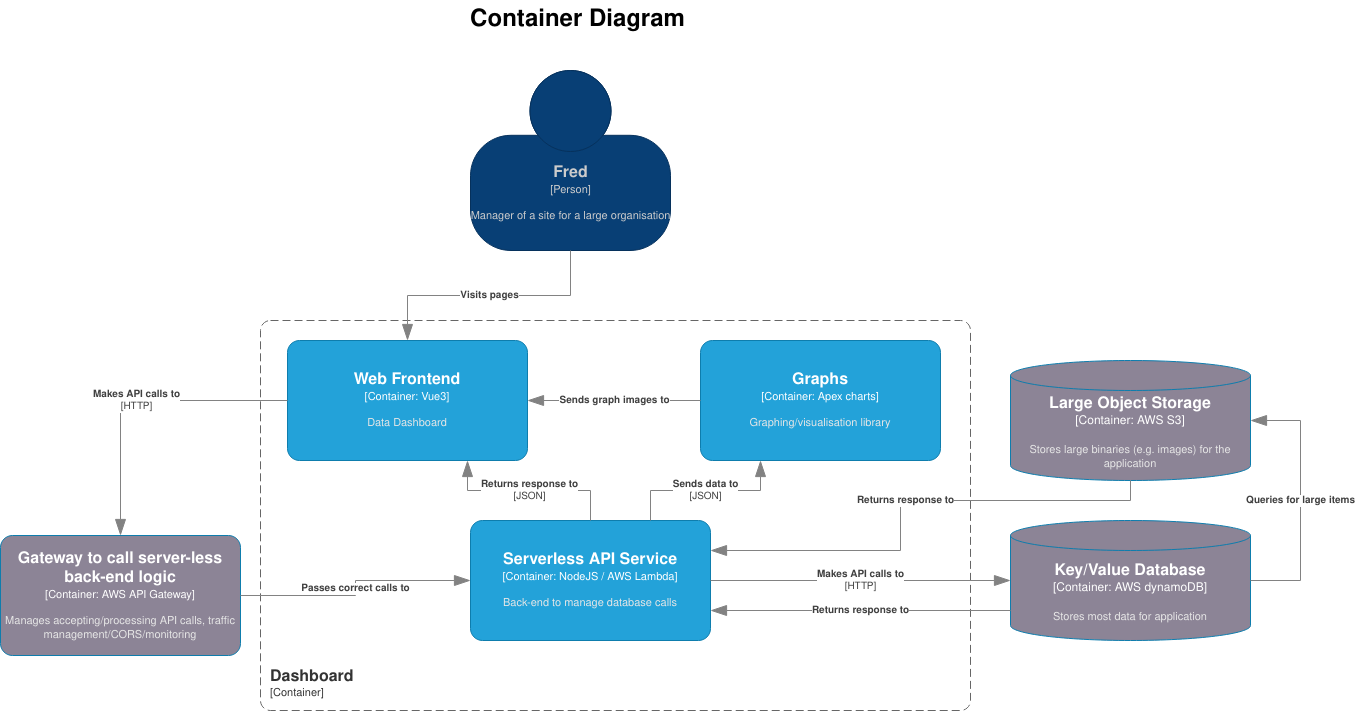 Container Diagram
Fred
[Person]
Manager of a site for a large organisation
Visits pages
Web Frontend
[Container: Vue3]
Data Dashboard
Graphs
[Container: Apex charts]
Graphing/visualisation library
Makes API calls to
[HTTP]
Sends graph images to
Large Object Storage
[Container: AWS S3]
Stores large binaries (e.g. images) for the
application
Returns response to
[JSON]
Sends data to
[JSON]
Returns response to
Queries for large items
Gateway to call server-less
back-end logic
[Container: AWS API Gateway]
Manages accepting/processing API calls, traffic
management/CORS/monitoring
Passes correct calls to
Serverless API Service
[Container: NodeJS / AWS Lambda]
Back-end to manage database calls
Makes API calls to
[HTTP]
Returns response to
Key/Value Database
[Container: AWS dynamoDB]
Stores most data for application
Dashboard
[Container]